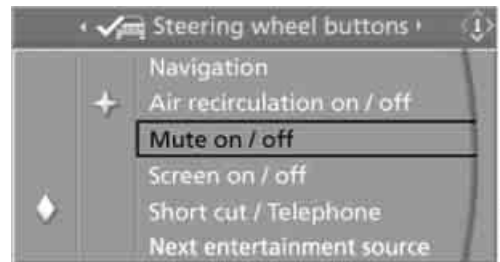 Steering wheel buttons
Navigation
Air recirculation on / off
Mute on / off
Screen on / off
Short cut / Telephone
Next entertainment source